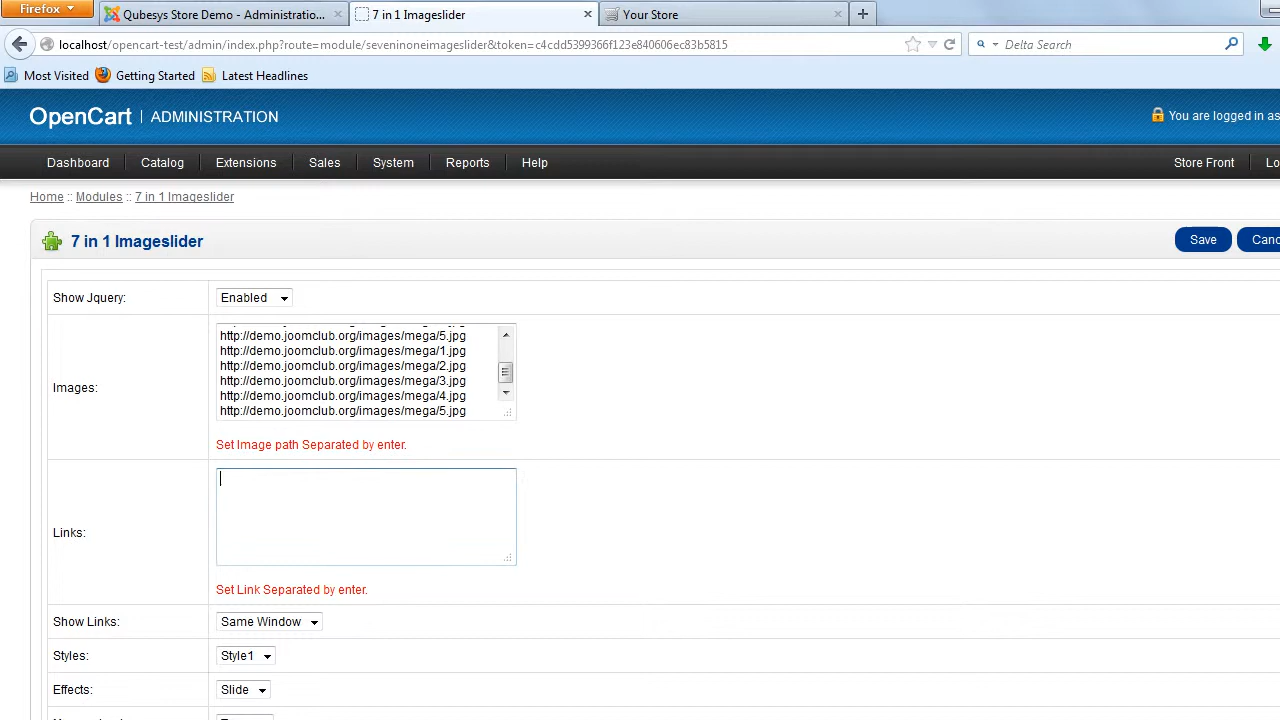 Firefox
Qubesys Store Demo - Administratio...
7 in 1 Imageslider
Your Store
localhost/opencart-test/admin/index.php?route=module/seveninoneimageslider&token=c4cdd5399366f123e840606ec83b5815
Delta Search
Most Visited
Getting Started
Latest Headlines
OpenCart | ADMINISTRATION
You are logged in as
Dashboard
Catalog
Extensions
Sales
System
Reports
Help
Store Front
Lo
Home :: Modules :: 7 in 1 Imageslider
7 in 1 Imageslider
Save
Canc
Show Jquery:
Enabled
Images:
http://demo.joomclub.org/images/mega/5.jpg
http://demo.joomclub.org/images/mega/1.jpg
http://demo.joomclub.org/images/mega/2.jpg
http://demo.joomclub.org/images/mega/3.jpg
http://demo.joomclub.org/images/mega/4.jpg
http://demo.joomclub.org/images/mega/5.jpg
Set Image path Separated by enter.
Links:
Set Link Separated by enter.
Show Links:
Same Window
Styles:
Style1
Effects:
Slide